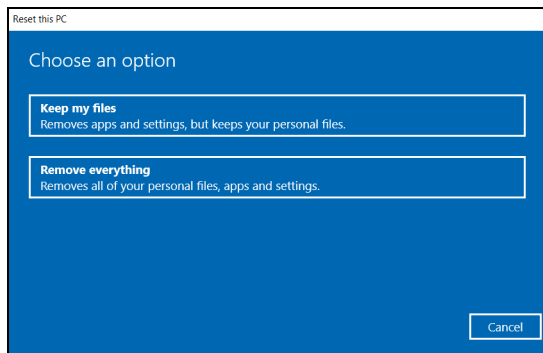 Reset this PC
Choose an option
Keep my files
Removes apps and settings, but keeps your personal files.
Remove everything
Removes all of your personal files, apps and settings.
Cancel